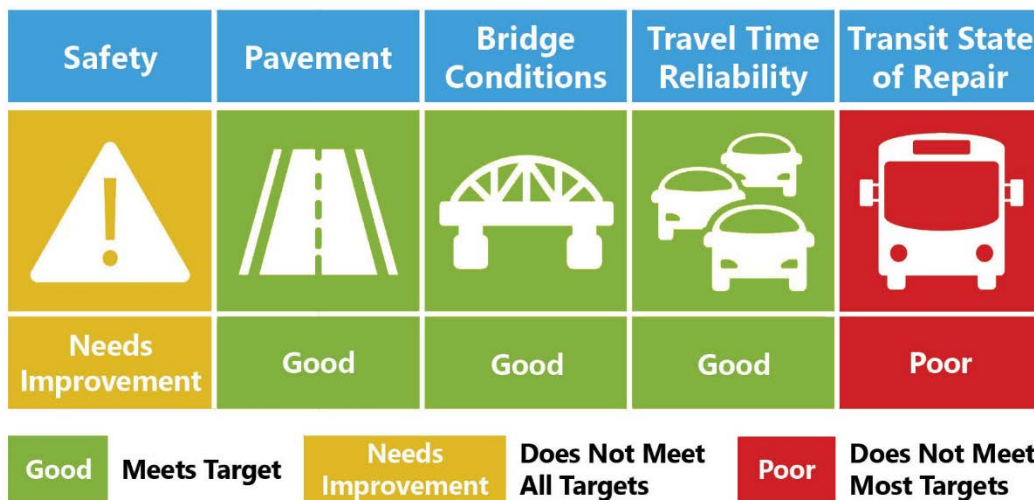 Safety
Pavement
Bridge
Conditions
Travel Time
Reliability
Transit State
of Repair
Needs
Improvement
Good
Good
Good
Poor
Good
Meets Target
Needs
Improvement
Does Not Meet
All Targets
Poor
Does Not Meet
Most Targets